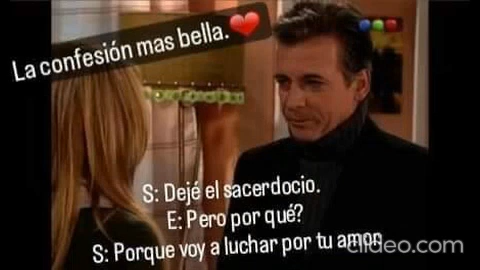 La confesión mas bella.❤️
S: Dejé el sacerdocio.
E: Pero por qué?
S: Porque voy a luchar por tu amor.
clideo.com